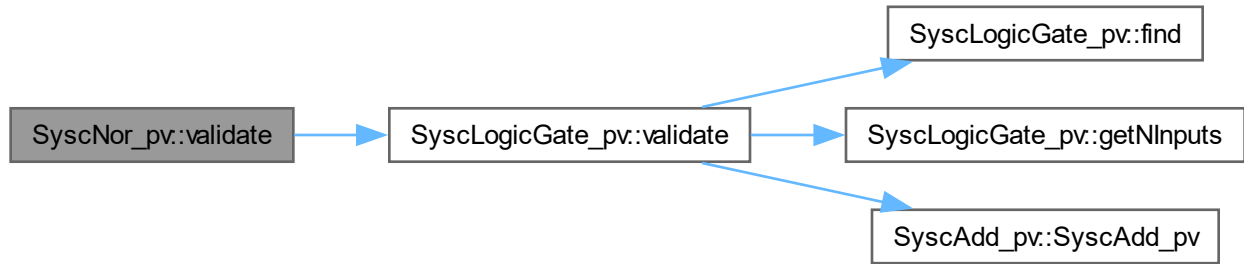 SyscNor_pv::validate
SyscLogicGate_pv::validate
SyscLogicGate_pv::find
SyscLogicGate_pv::getNInputs
SyscAdd_pv::SyscAdd_pv